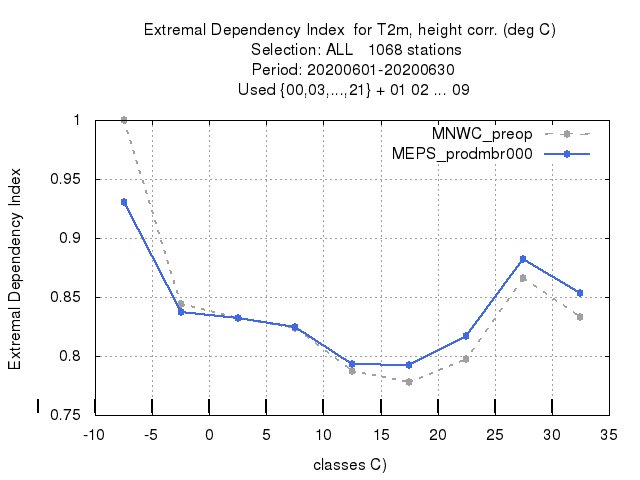 Extremal Dependency Index  for T2m, height corr. (deg C)
Selection: ALL   1068 stations
Period: 20200601-20200630
Used {00,03,...,21} + 01 02 ... 09
MNWC_preop
MEPS_prodmbr000
Extremal Dependency Index
1
0.95
0.9
0.85
0.8
0.75
-10 -5 0 5 10 15 20 25 30 35
classes C)